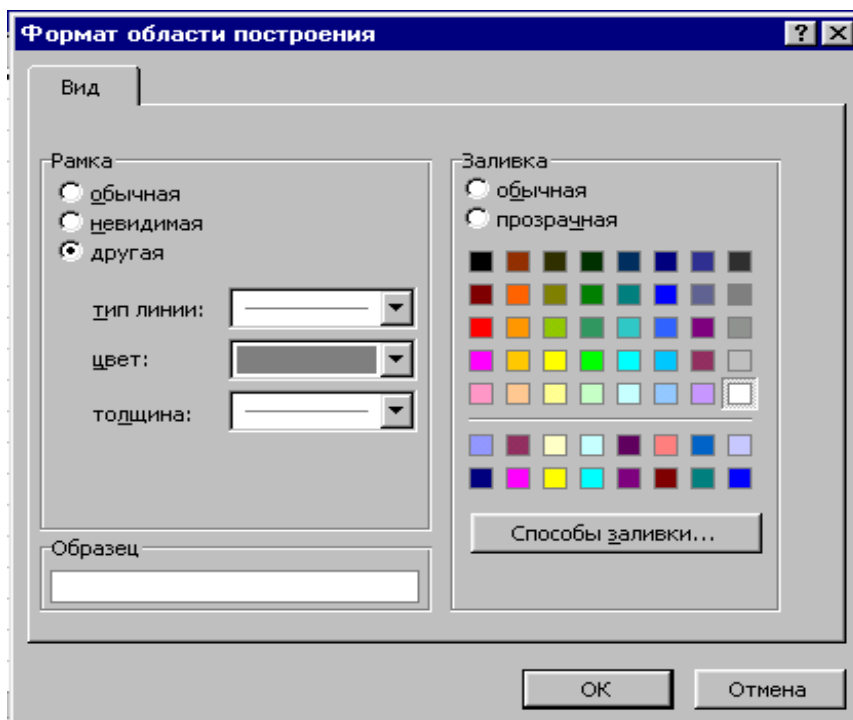 Формат области построения
Вид
Рамка
обычная
невидимая
другая
тип линии:
цвет:
толщина:
Образец
Заливка
обычная
прозрачная
Способы заливки...
ОК
Отмена